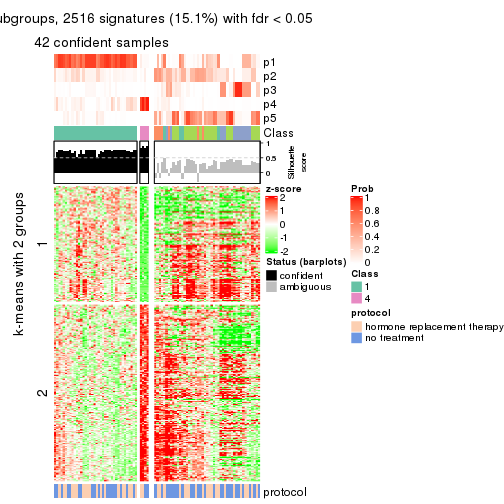 ubgroups, 2516 signatures (15.1%) with fdr < 0.05
42 confident samples
p1
p2
p3
p4
p5
Class
1
0.5
0
Silhouette
score
k-means with 2 groups
1
2
protocol
z-score
2
1
0
-1
-2
Status (barplots)
confident
ambiguous
Prob
1
0.8
0.6
0.4
0.2
0
Class
1
4
protocol
hormone replacement therapy
no treatment